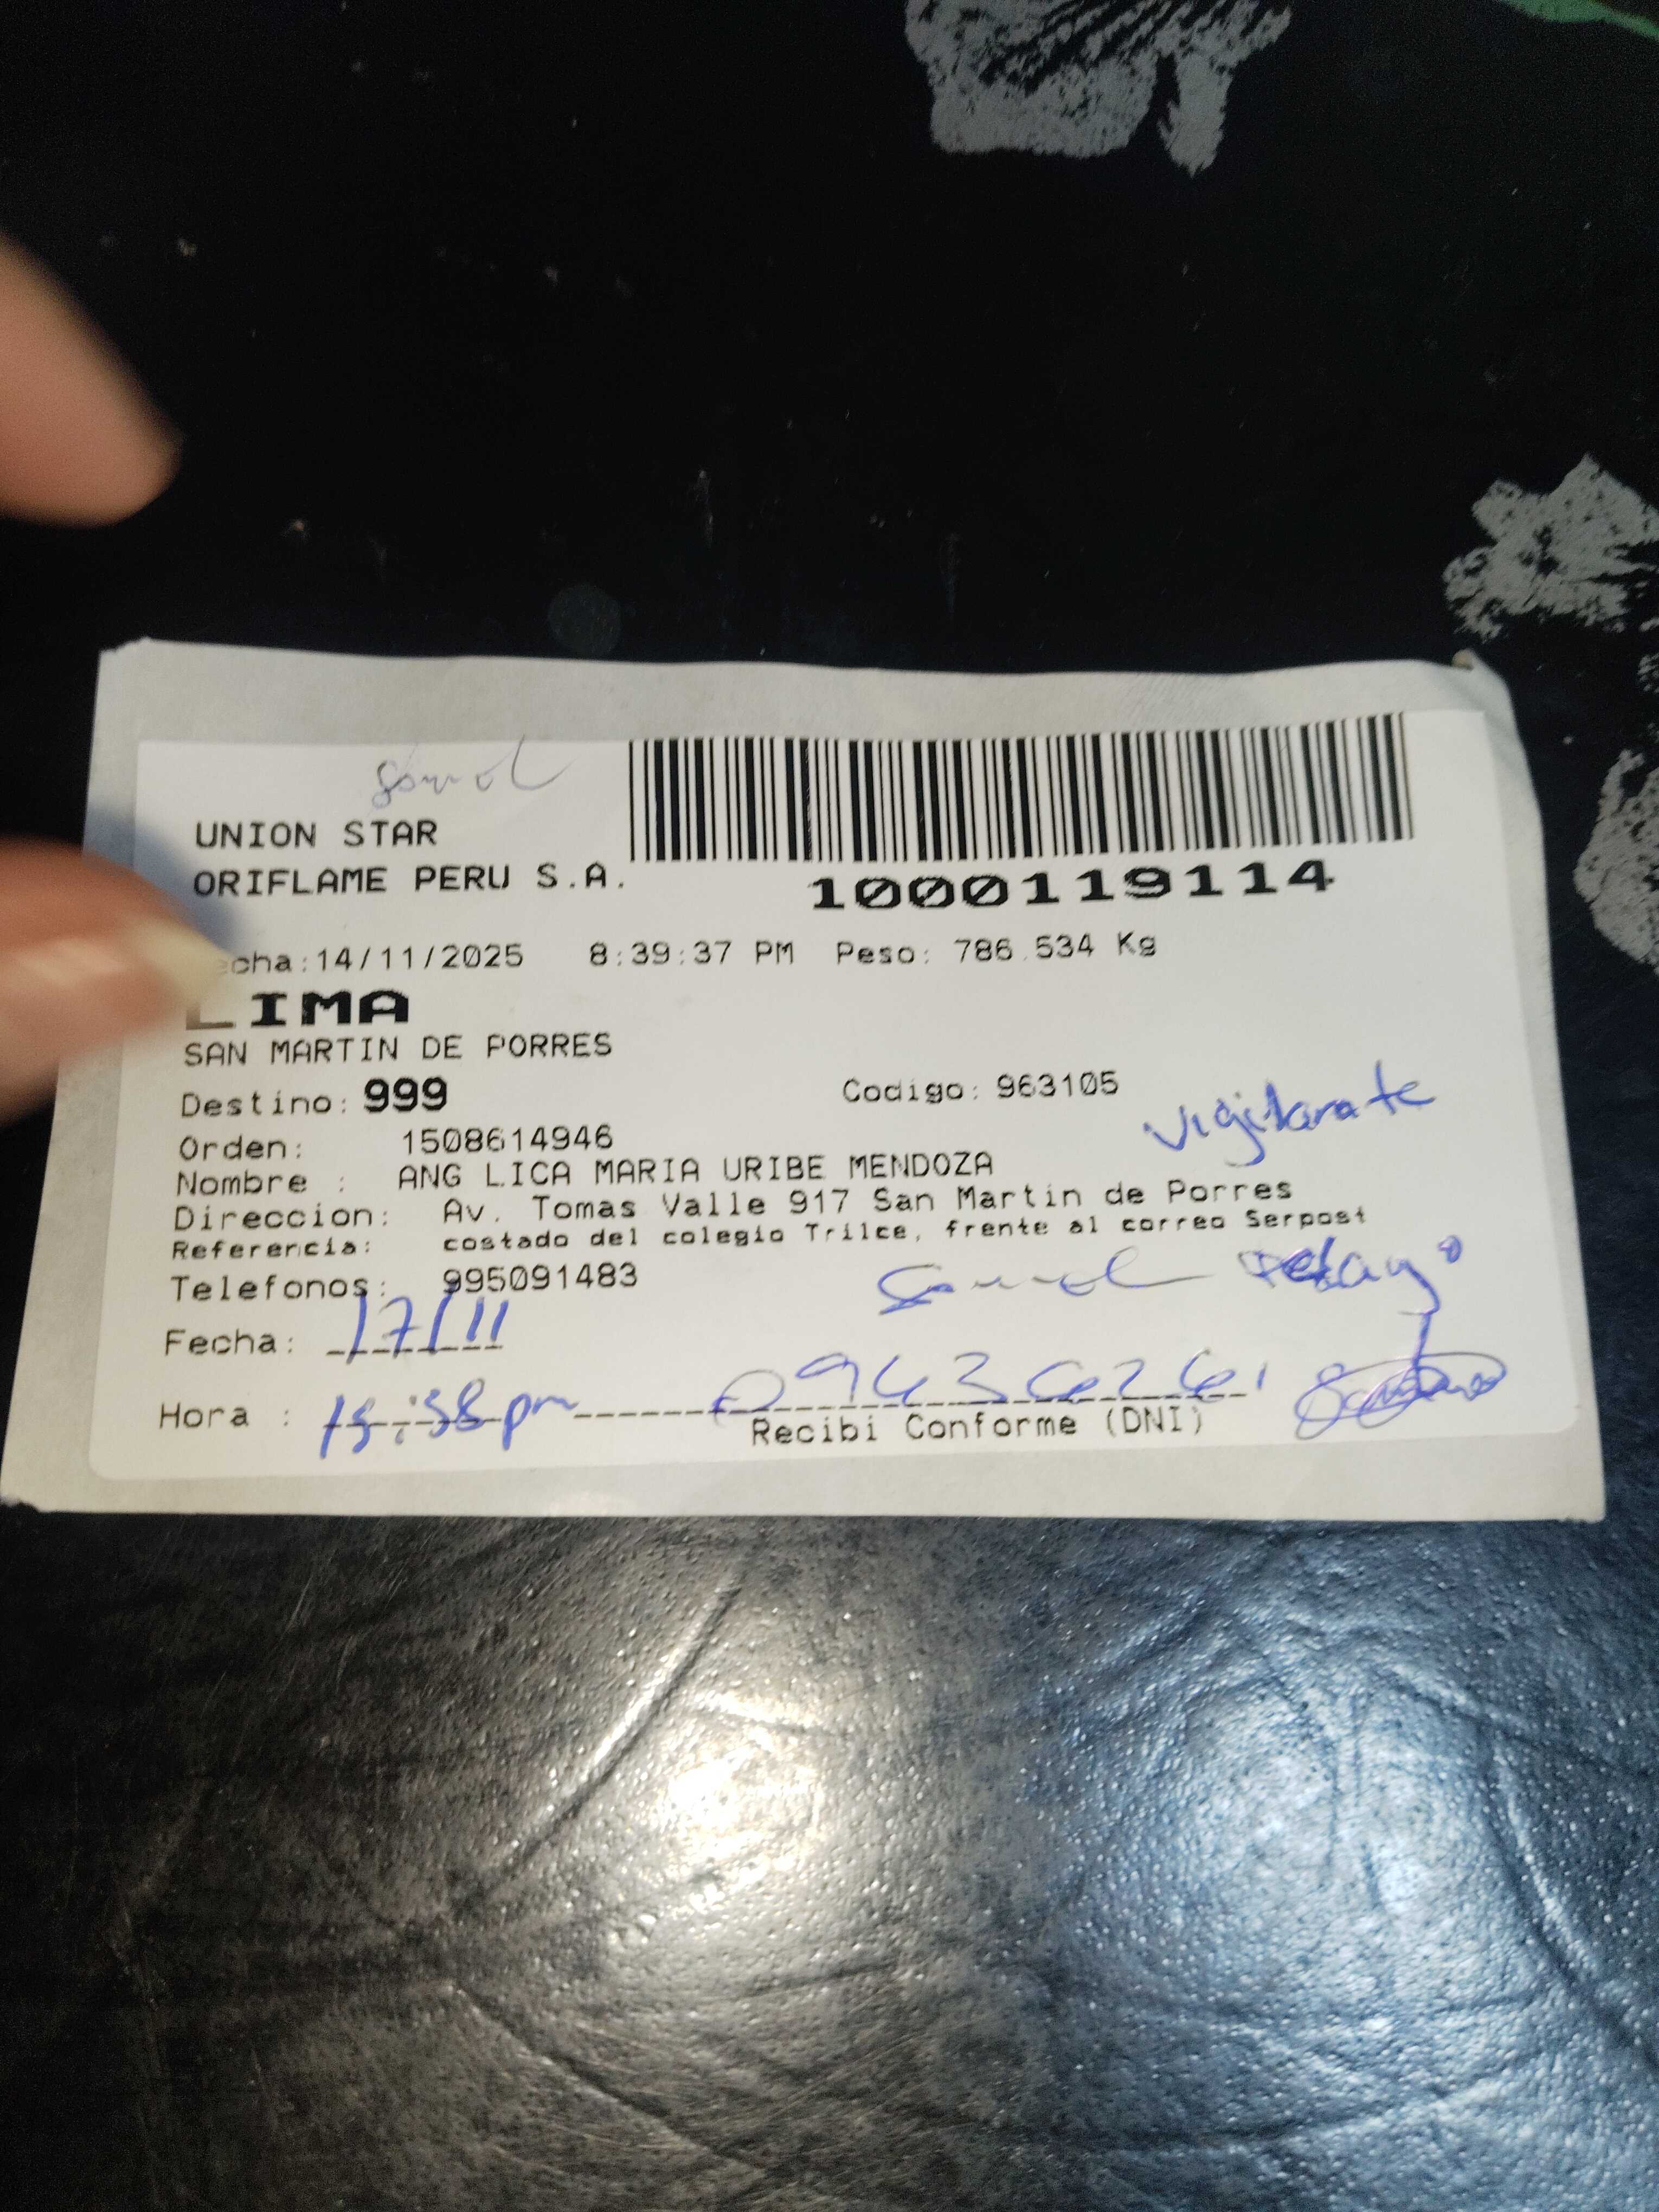 UNION STAR
ORIFLAME PERU S.A.
1000119114
echa:14/11/2025 8:39:37 PM Peso: 786.534 Kg
LIMA
SAN MARTIN DE PORRES
Destino: 999 Codigo: 963105
vigilante
Orden: 1508614946
Nombre : ANG LICA MARIA URIBE MENDOZA
Direccion: Av. Tomas Valle 917 San Martin de Porres
Referencia: costado del colegio Trilce, frente al correo Serpost
Telefonos: 995091483
Fecha: 17/11
Hora :
Recibi Conforme (DNI)